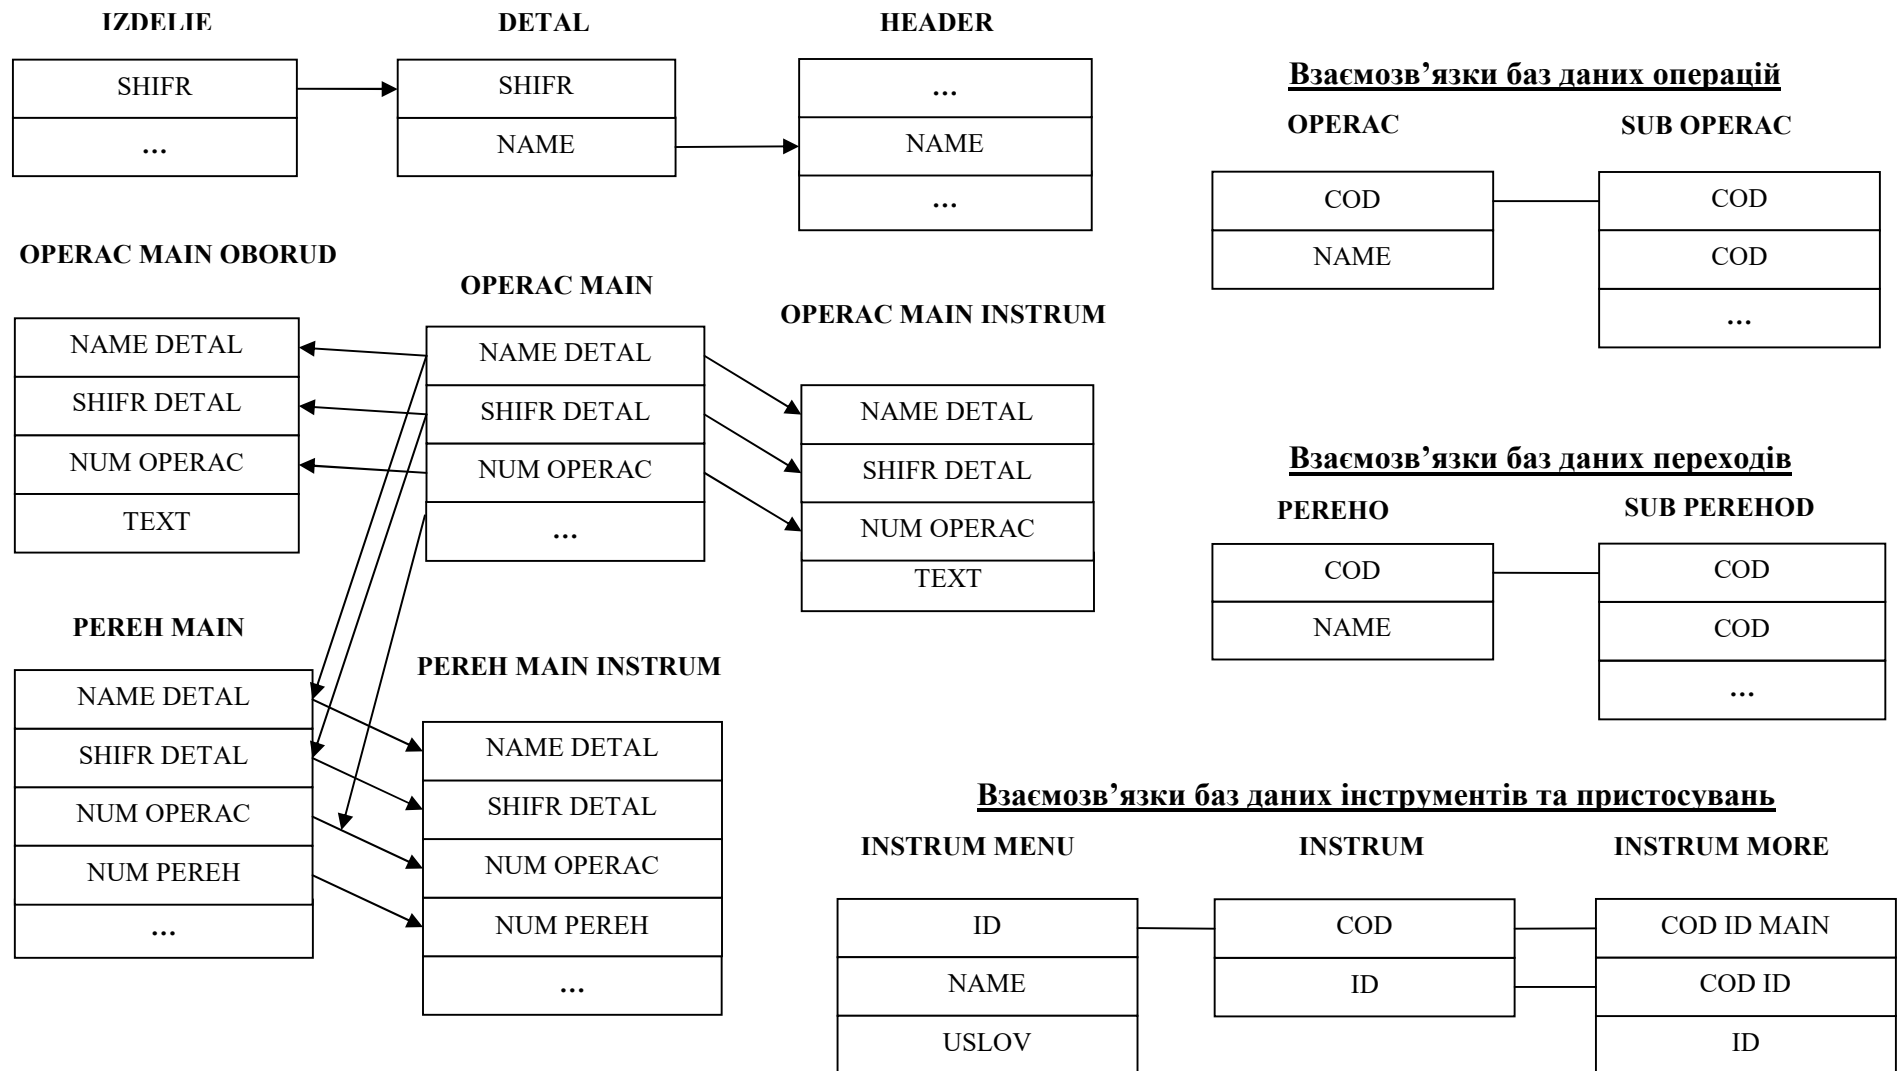 IZDELIE
SHIFR
…
DETAL
SHIFR
NAME
HEADER
…
NAME
…
OPERAC MAIN OBORUD
NAME DETAL
SHIFR DETAL
NUM OPERAC
TEXT
OPERAC MAIN
NAME DETAL
SHIFR DETAL
NUM OPERAC
…
OPERAC MAIN INSTRUM
NAME DETAL
SHIFR DETAL
NUM OPERAC
TEXT
PEREH MAIN
NAME DETAL
SHIFR DETAL
NUM OPERAC
NUM PEREH
…
PEREH MAIN INSTRUM
NAME DETAL
SHIFR DETAL
NUM OPERAC
NUM PEREH
…
Взаємозв’язки баз даних операцій
OPERAC
COD
NAME
SUB OPERAC
COD
COD
…
Взаємозв’язки баз даних переходів
PEREHO
COD
NAME
SUB PEREHOD
COD
COD
…
Взаємозв’язки баз даних інструментів та пристосувань
INSTRUM MENU
ID
NAME
USLOV
INSTRUM
COD
ID
INSTRUM MORE
COD ID MAIN
COD ID
ID